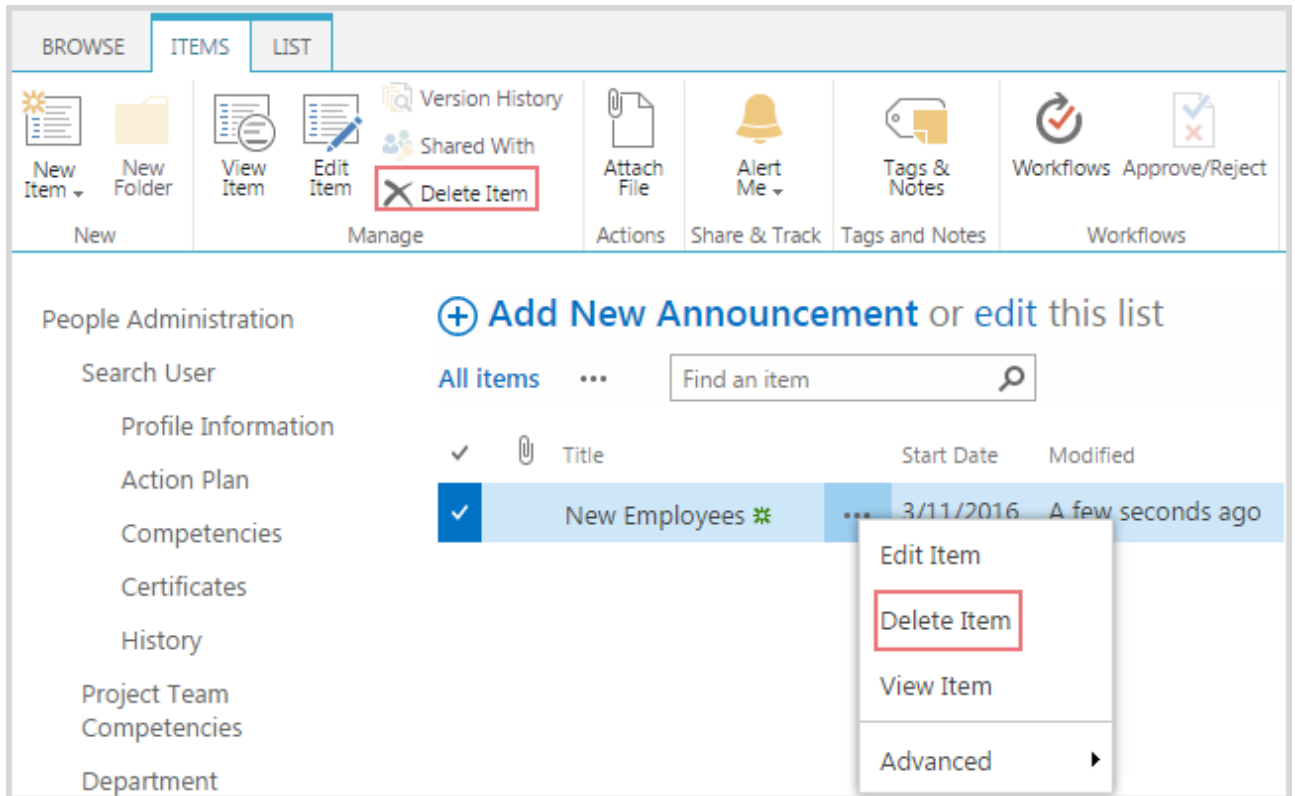 BROWSE ITEMS LIST
Version History
Shared With
Delete Item
New Item
New Folder
View Item
Edit Item
Attach File
Alert Me
Tags & Notes
Workflows
Approve/Reject
New
Manage
Actions
Share & Track
Tags and Notes
Workflows
People Administration
Search User
Profile Information
Action Plan
Competencies
Certificates
History
Project Team
Competencies
Department
Add New Announcement or edit this list
All items ••• Find an item
Title Start Date Modified
New Employees ••• 3/11/2016 A few seconds ago
Edit Item
Delete Item
View Item
Advanced